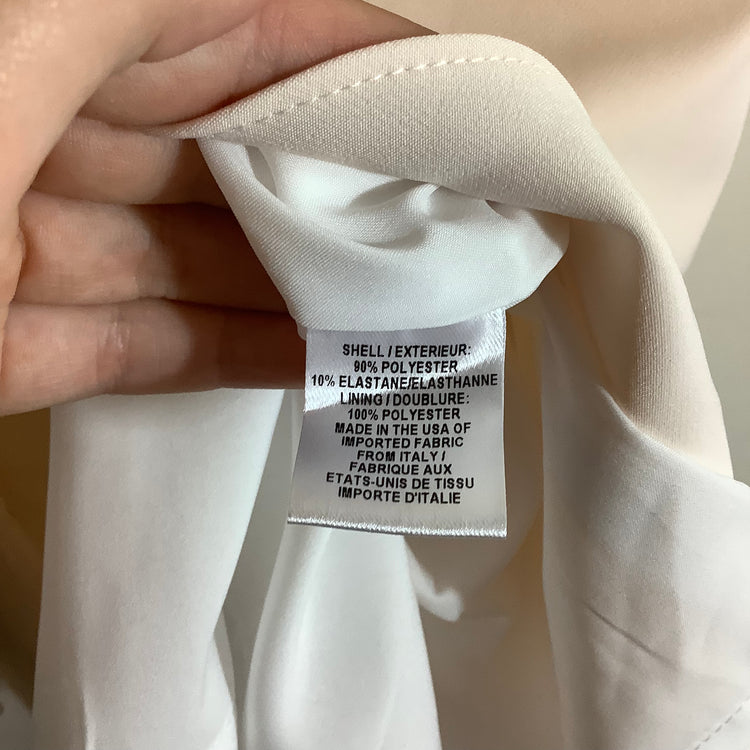 SHELL / EXTERIEUR:
90% POLYESTER
10% ELASTANE/ELASTHANNE
LINING / DOUBLURE:
100% POLYESTER
MADE IN THE USA OF
IMPORTED FABRIC
FROM ITALY /
FABRIQUE AUX
ETATS-UNIS DE TISSU
IMPORTE D'ITALIE